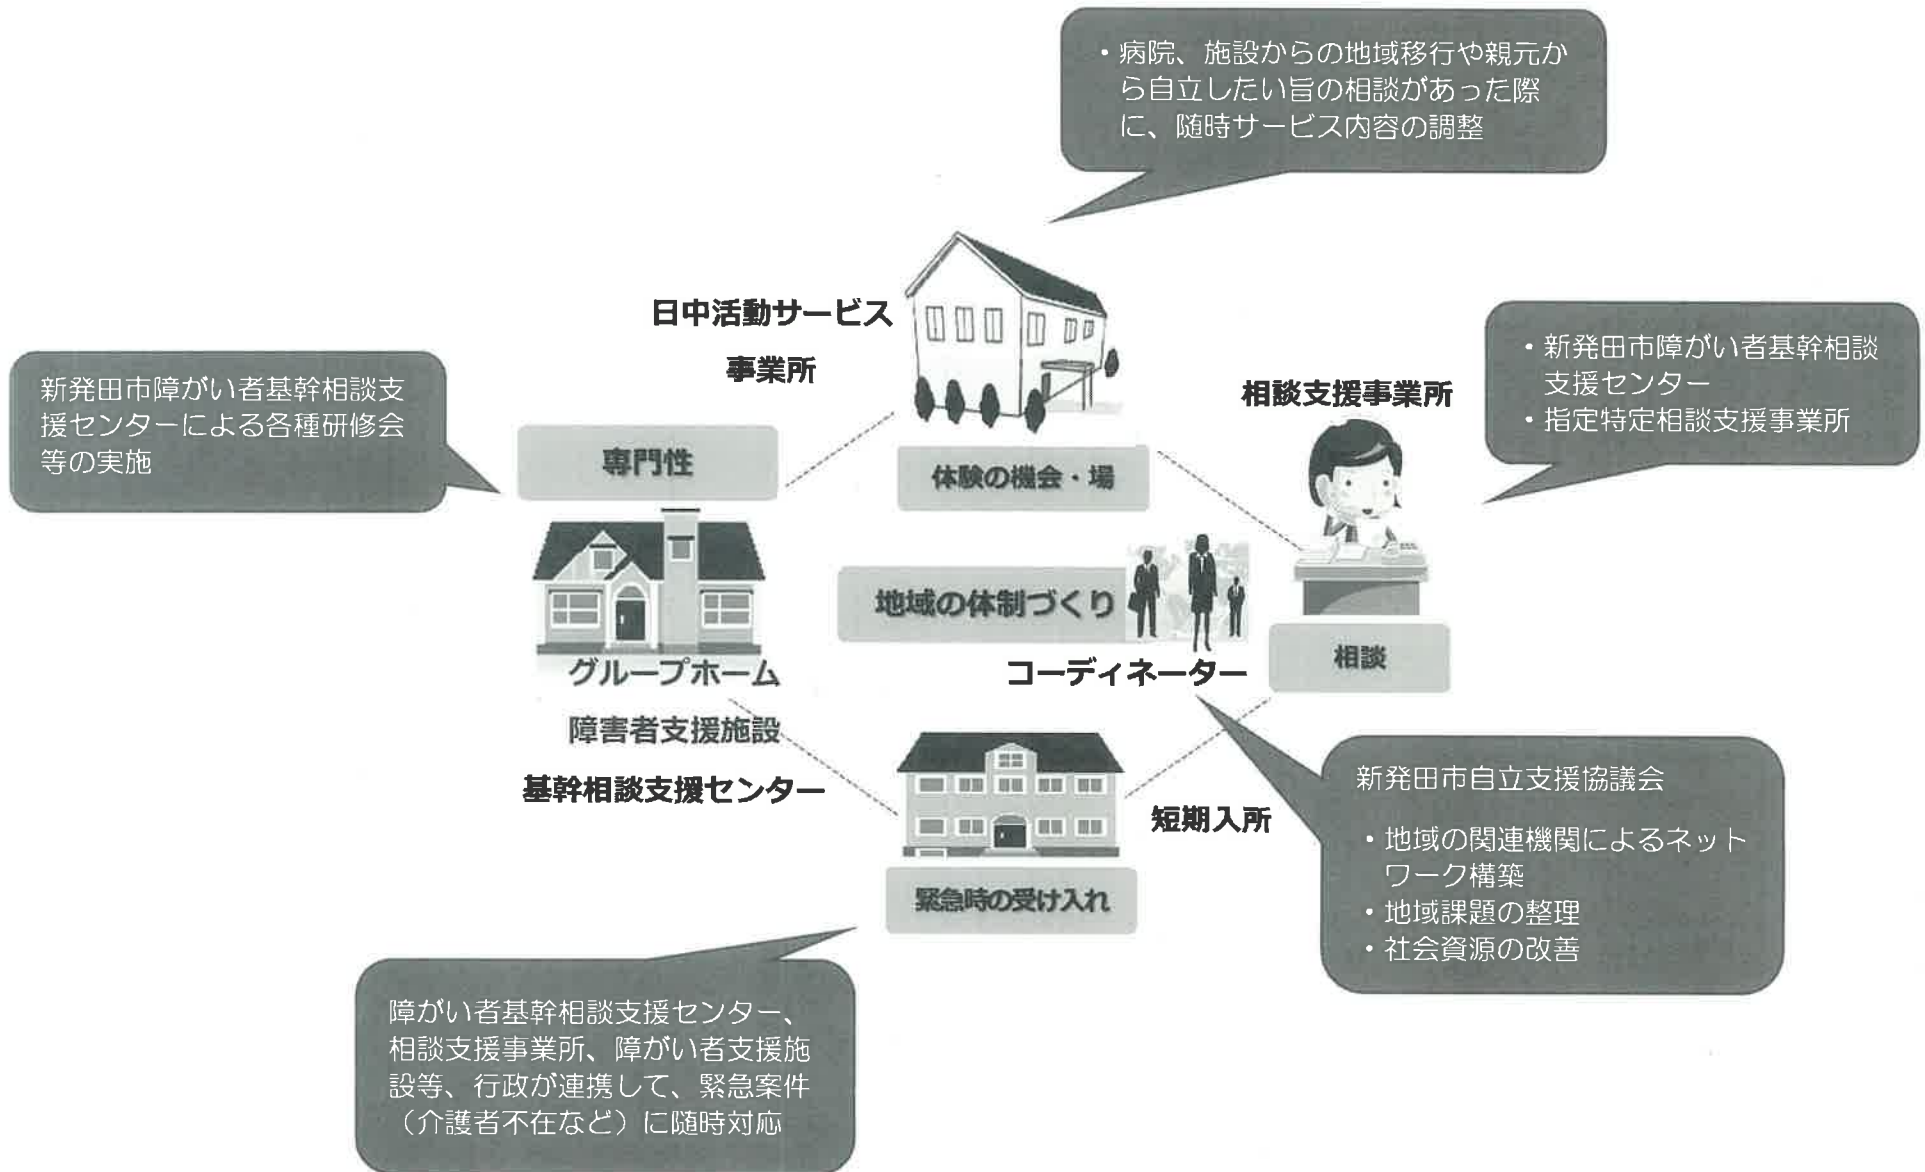 ・病院、施設からの地域移行や親元か
ら自立したい旨の相談があった際
に、随時サービス内容の調整
日中活動サービス
事業所
体験の機会・場
新発田市障がい者基幹相談支
援センターによる各種研修会
等の実施
専門性
グループホーム
障害者支援施設
基幹相談支援センター
相談支援事業所
・新発田市障がい者基幹相談
支援センター
・指定特定相談支援事業所
相談
地域の体制づくり
コーディネーター
新発田市自立支援協議会
・地域の関連機関によるネット
ワーク構築
・地域課題の整理
・社会資源の改善
短期入所
緊急時の受け入れ
障がい者基幹相談支援センター、
相談支援事業所、障がい者支援施
設等、行政が連携して、緊急案件
（介護者不在など）に随時対応